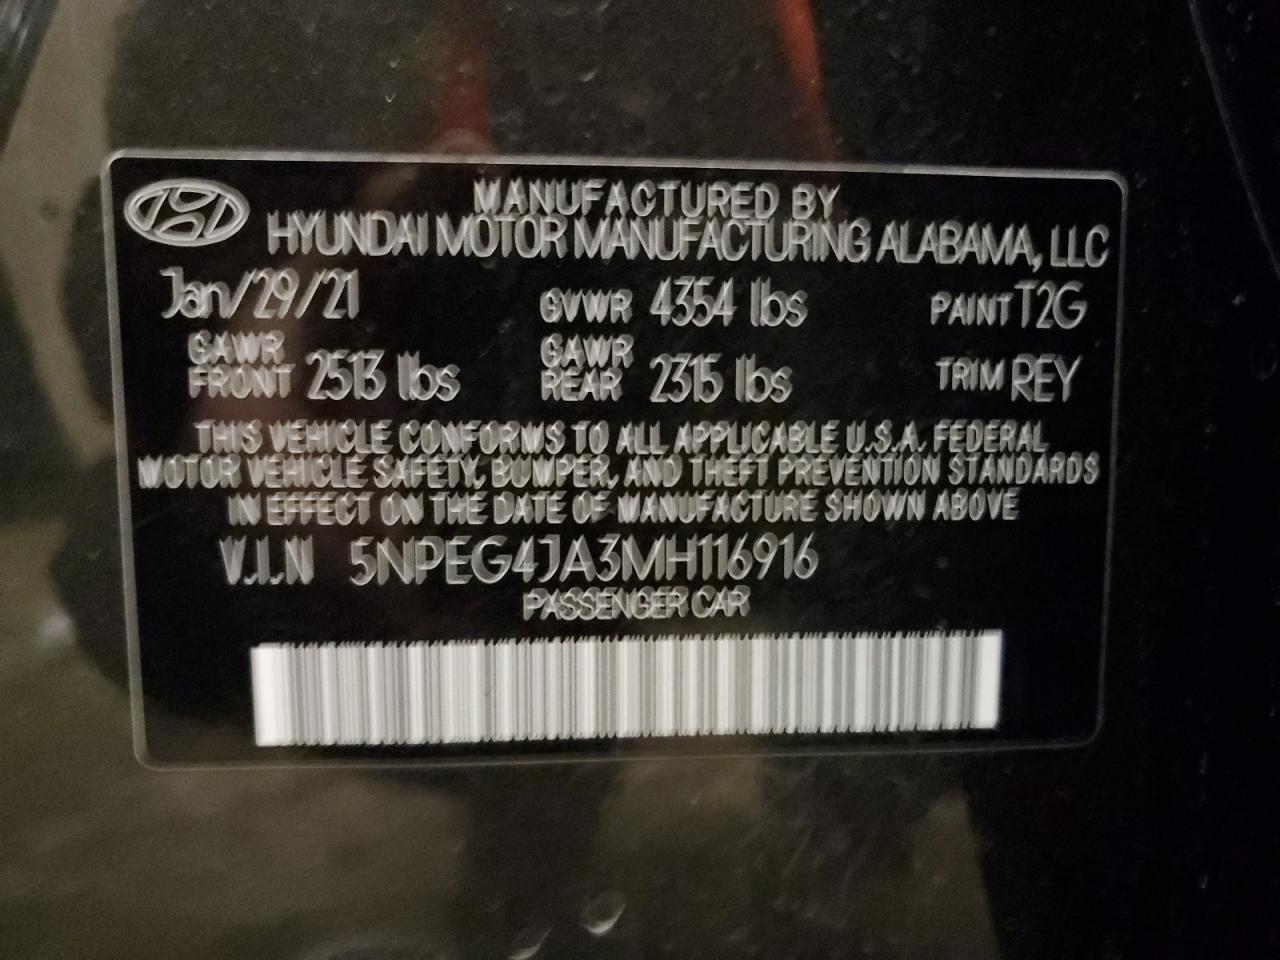 MANUFACTURED BY
HYUNDAI MOTOR MANUFACTURING ALABAMA, LLC
Jan/29/21 GVWR 4354 lbs PAINT T2G
GAWR FRONT 2513 lbs GAWR REAR 2315 lbs TRIM REY
THIS VEHICLE CONFORMS TO ALL APPLICABLE U.S.A. FEDERAL
MOTOR VEHICLE SAFETY, BUMPER, AND THEFT PREVENTION STANDARDS
IN EFFECT ON THE DATE OF MANUFACTURE SHOWN ABOVE
V.I.N 5NPEG4JA3MH116916
PASSENGER CAR